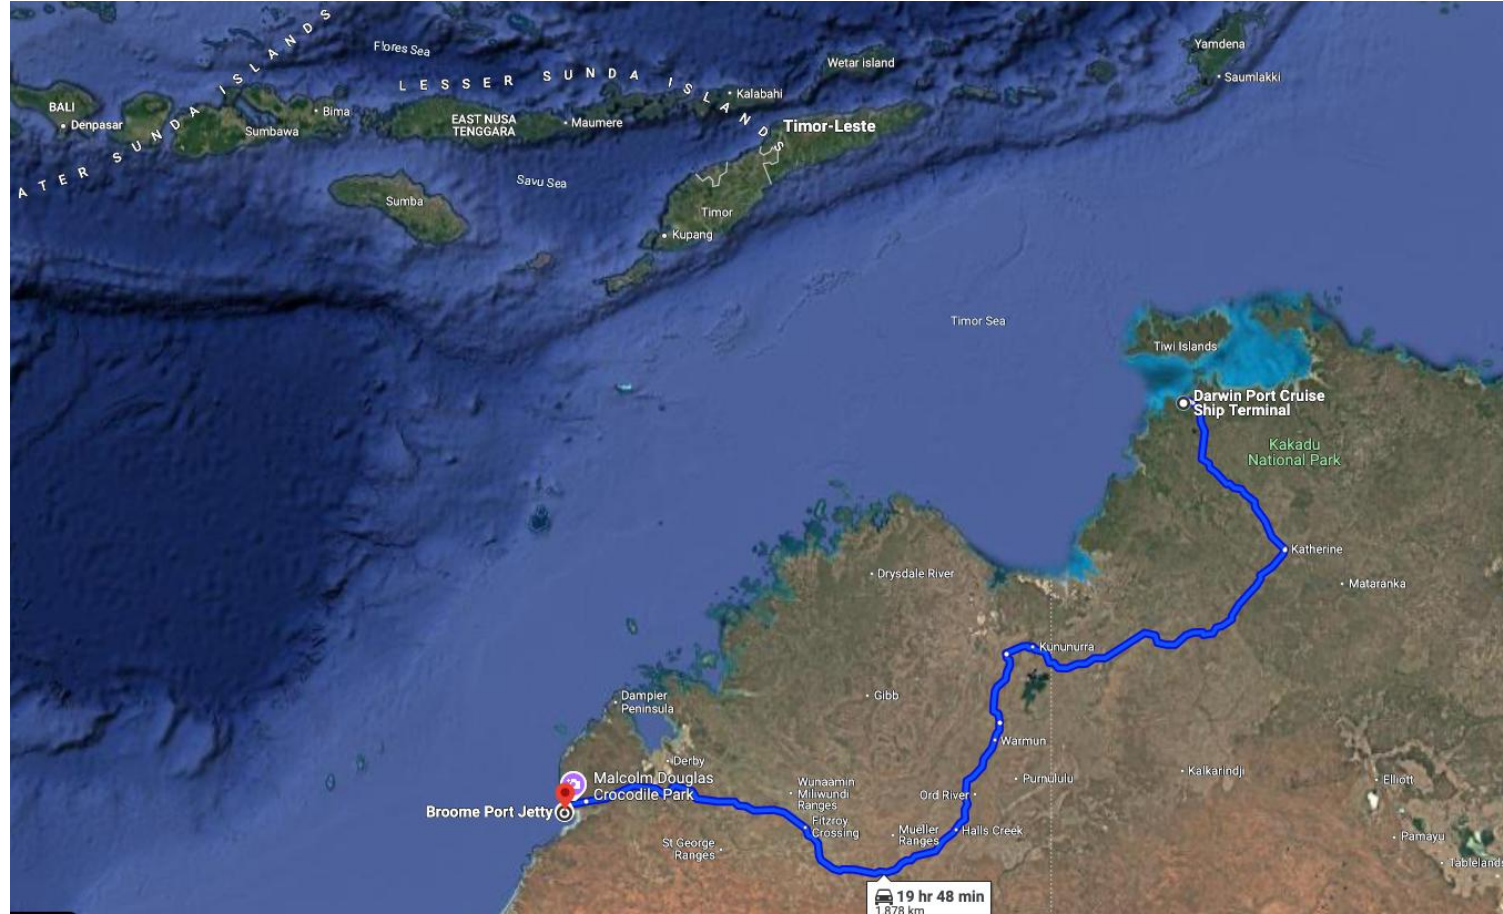 Flores Sea
LESSER SUNDA ISLANDS
ATER SUNDA ISLANDS
Wetar island
Yamdena
Saumlakki
BALI
Denpasar
Bima
Sumbawa
EAST NUSA
TENGGARA
Maumere
Kalabahi
Timor-Leste
Savu Sea
Sumba
Timor
Kupang
Timor Sea
Tiwi Islands
Darwin Port Cruise
Ship Terminal
Kakadu
National Park
Katherine
Mataranka
Drysdale River
Kununurra
Gibb
Dampier
Peninsula
Warmun
Derby
Purnululu
Kalkarindji
Elliott
Malcolm Douglas
Crocodile Park
Wunaamin
Miliwundi
Ranges
Ord River
Broome Port Jetty
Fitzroy
Crossing
Mueller
Ranges
Halls Creek
St George
Ranges
Pamayu
Tablelands
19 hr 48 min
1,878 km